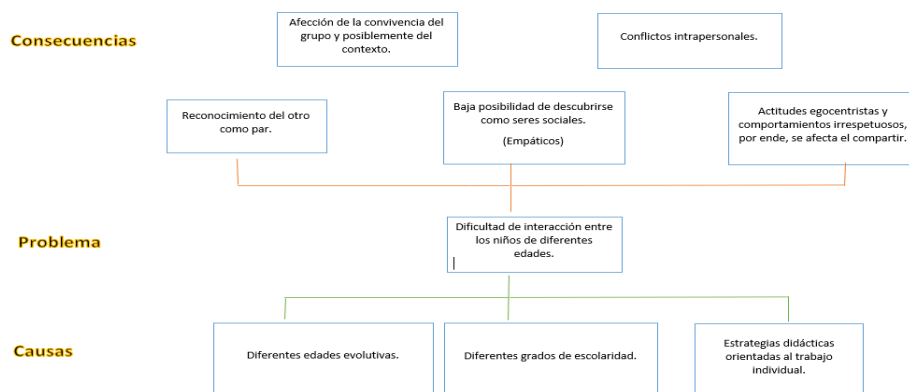 Consecuencias
Afección de la convivencia del
grupo y posiblemente del
contexto.
Conflictos intrapersonales.
Reconocimiento del otro
como par.
Baja posibilidad de descubrirse
como seres sociales.
(Empáticos)
Actitudes egocentristas y
comportamientos irrespetuosos,
por ende, se afecta el compartir.
Problema
Dificultad de interacción entre
los niños de diferentes
edades.
Causas
Diferentes edades evolutivas.
Diferentes grados de escolaridad.
Estrategias didácticas
orientadas al trabajo
individual.